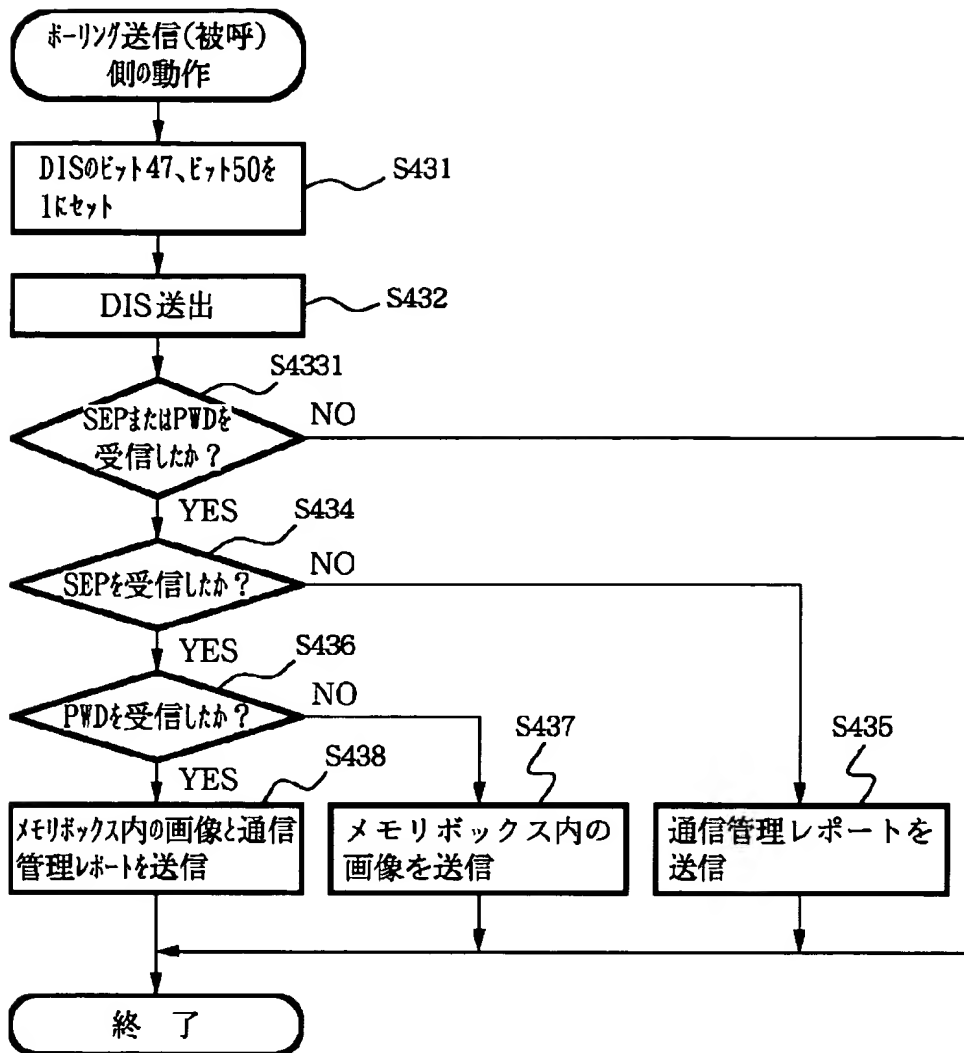 ポーリング送信(被呼)
側の動作
DISのビット47、ビット50を
1にセット
S431
DIS送出
S432
S4331
SEPまたはPWDを
受信したか?
NO
YES
S434
SEPを受信したか?
NO
YES
S436
PWDを受信したか?
NO
YES
S438
S437
S435
メモリボックス内の画像と通信
管理レポートを送信
メモリボックス内の
画像を送信
通信管理レポートを
送信
終 了